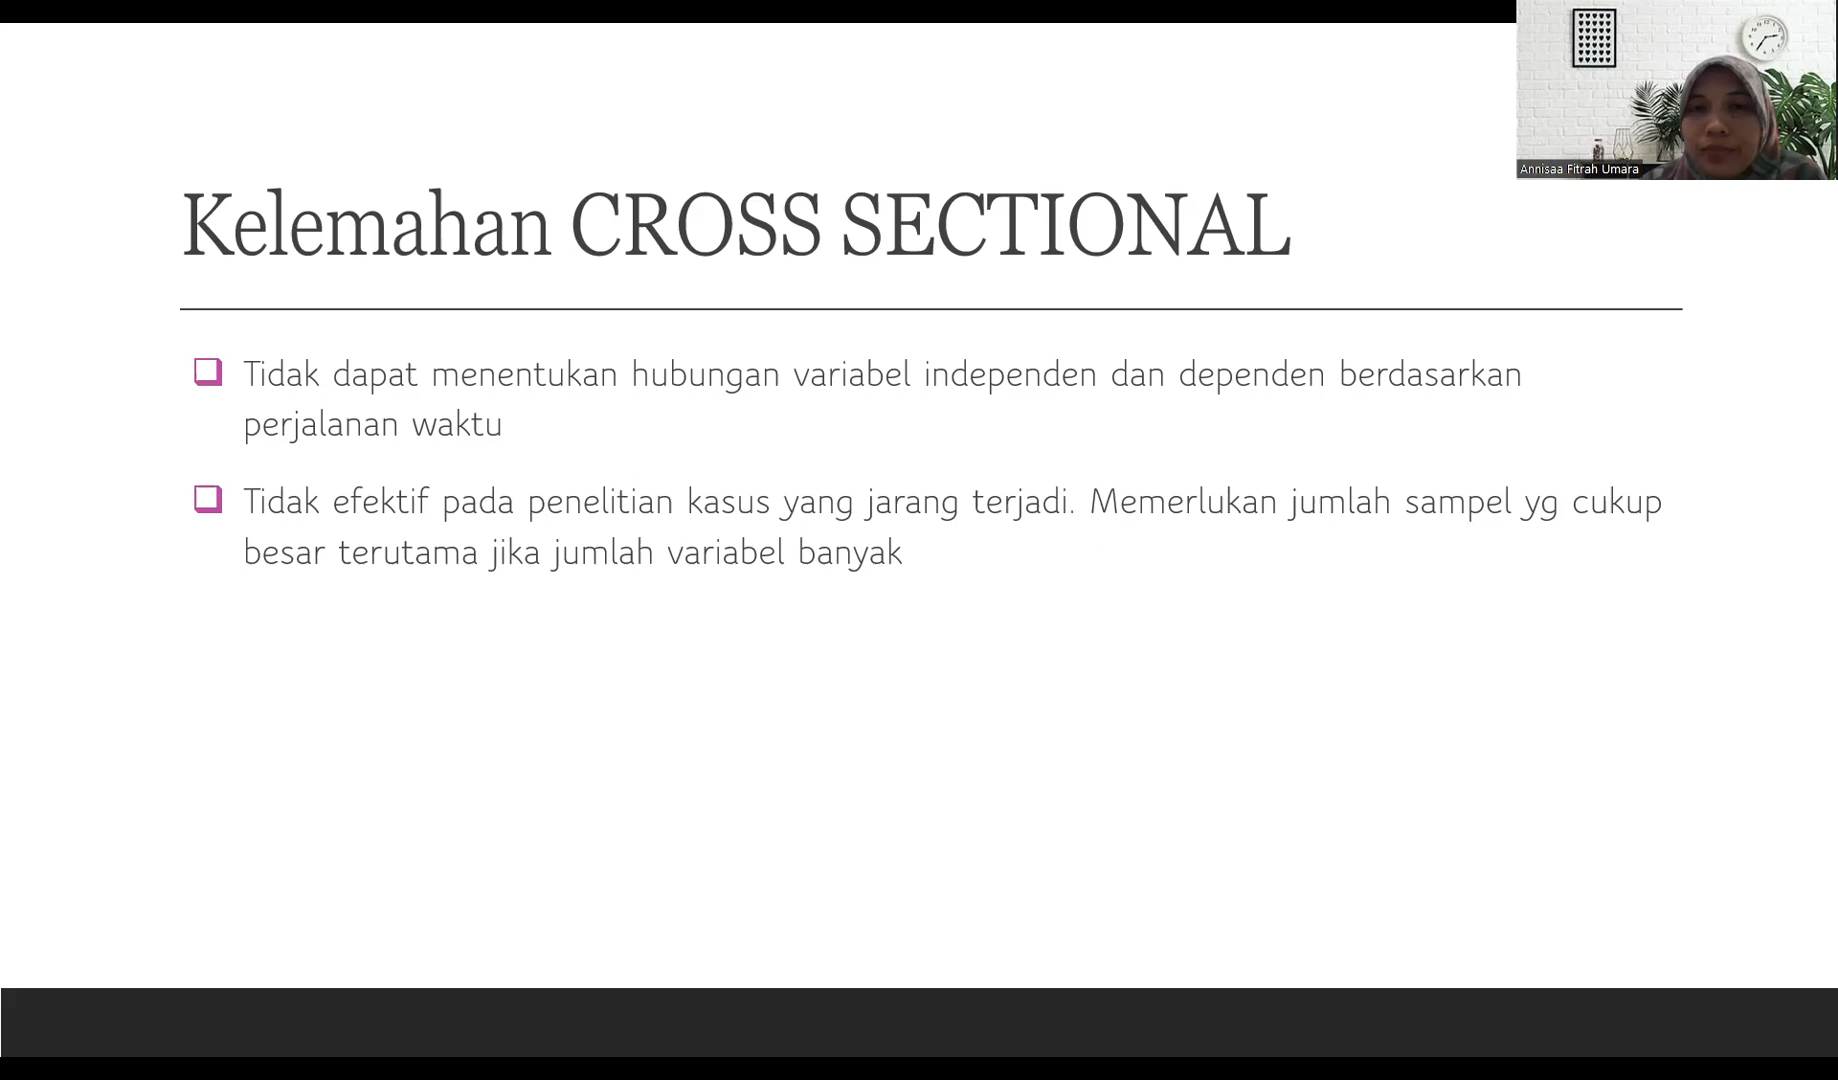 Annisaa Fitrah Umara
Kelemahan CROSS SECTIONAL
Tidak dapat menentukan hubungan variabel independen dan dependen berdasarkan
perjalanan waktu
Tidak efektif pada penelitian kasus yang jarang terjadi. Memerlukan jumlah sampel yg cukup
besar terutama jika jumlah variabel banyak